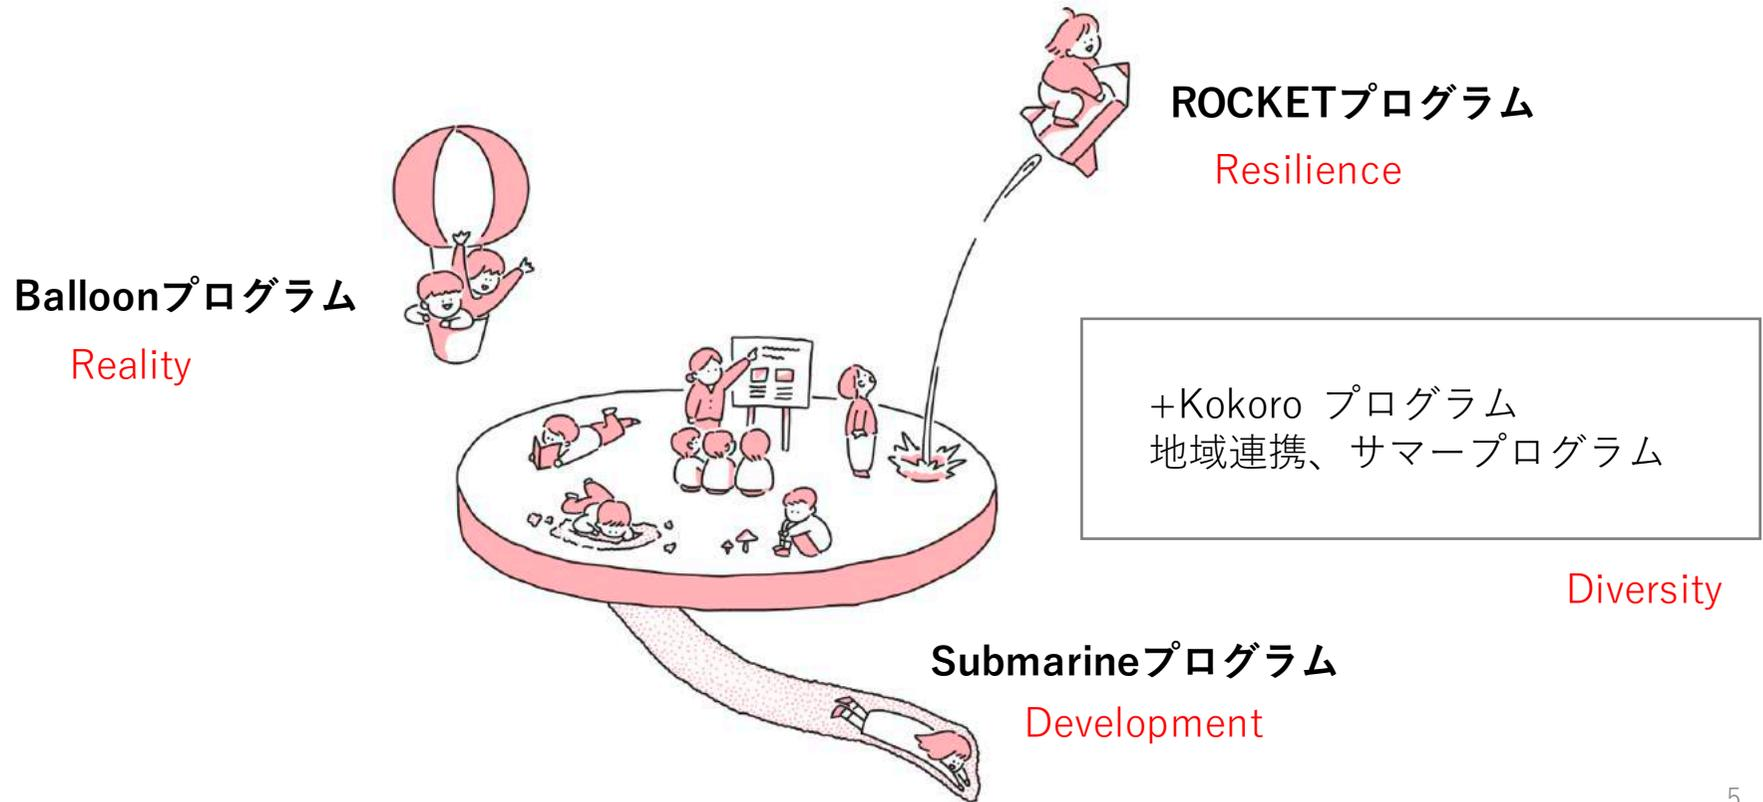 ROCKETプログラム
Resilience
Balloonプログラム
Reality
+Kokoro プログラム
地域連携、サマープログラム
Diversity
Submarineプログラム
Development
5